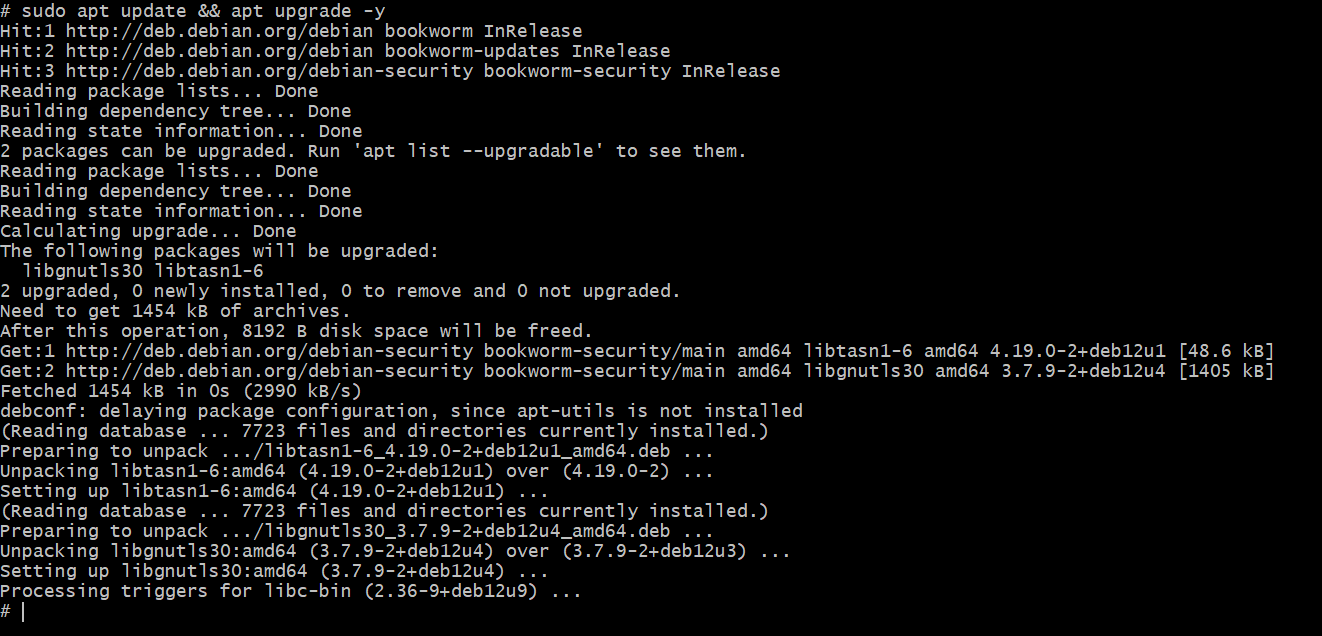 # sudo apt update && apt upgrade -y
Hit:1 http://deb.debian.org/debian bookworm InRelease
Hit:2 http://deb.debian.org/debian bookworm-updates InRelease
Hit:3 http://deb.debian.org/debian-security bookworm-security InRelease
Reading package lists... Done
Building dependency tree... Done
Reading state information... Done
2 packages can be upgraded. Run 'apt list --upgradable' to see them.
Reading package lists... Done
Building dependency tree... Done
Reading state information... Done
Calculating upgrade... Done
The following packages will be upgraded:
  libgnutls30 libtasn1-6
2 upgraded, 0 newly installed, 0 to remove and 0 not upgraded.
Need to get 1454 kB of archives.
After this operation, 8192 B disk space will be freed.
Get:1 http://deb.debian.org/debian-security bookworm-security/main amd64 libtasn1-6 amd64 4.19.0-2+deb12u1 [48.6 kB]
Get:2 http://deb.debian.org/debian-security bookworm-security/main amd64 libgnutls30 amd64 3.7.9-2+deb12u4 [1405 kB]
Fetched 1454 kB in 0s (2990 kB/s)
debconf: delaying package configuration, since apt-utils is not installed
(Reading database ... 7723 files and directories currently installed.)
Preparing to unpack .../libtasn1-6_4.19.0-2+deb12u1_amd64.deb ...
Unpacking libtasn1-6:amd64 (4.19.0-2+deb12u1) over (4.19.0-2) ...
Setting up libtasn1-6:amd64 (4.19.0-2+deb12u1) ...
(Reading database ... 7723 files and directories currently installed.)
Preparing to unpack .../libgnutls30_3.7.9-2+deb12u4_amd64.deb ...
Unpacking libgnutls30:amd64 (3.7.9-2+deb12u4) over (3.7.9-2+deb12u3) ...
Setting up libgnutls30:amd64 (3.7.9-2+deb12u4) ...
Processing triggers for libc-bin (2.36-9+deb12u9) ...
#